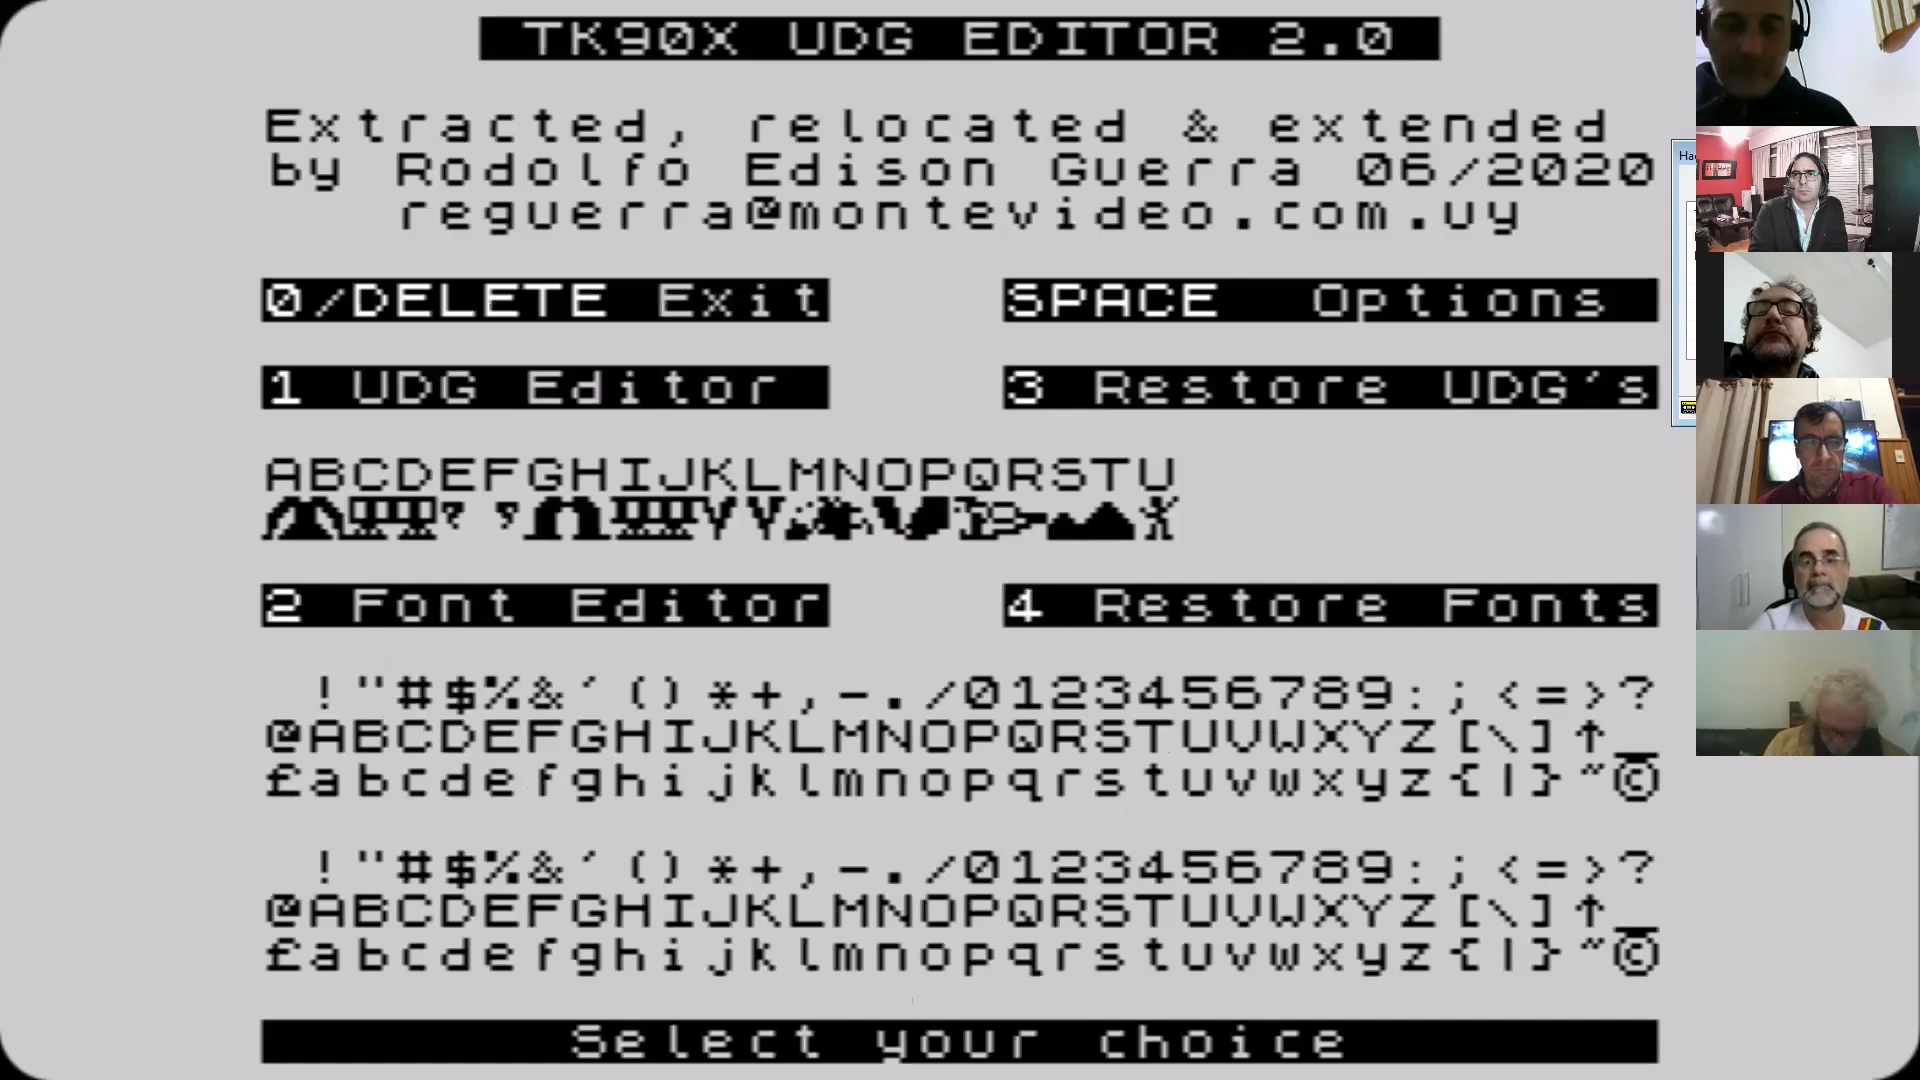 TK90X UDG EDITOR 2.0
Extracted, relocated & extended
by Rodolfo Edison Guerra 06/2020
reguerra@montevideo.com.uy
0/DELETE Exit SPACE Options
1 UDG Editor 3 Restore UDG's
ABCDEFGHIJKLMNOPQRSTU
2 Font Editor 4 Restore Fonts
!"#$%&´()*+,-./0123456789:;<=>?
@ABCDEFGHIJKLMNOPQRSTUVWXYZ[\]↑_
£abcdefghijklmnopqrstuvwxyz{|}~©
!"#$%&´()*+,-./0123456789:;<=>?
@ABCDEFGHIJKLMNOPQRSTUVWXYZ[\]↑_
£abcdefghijklmnopqrstuvwxyz{|}~©
Select your choice